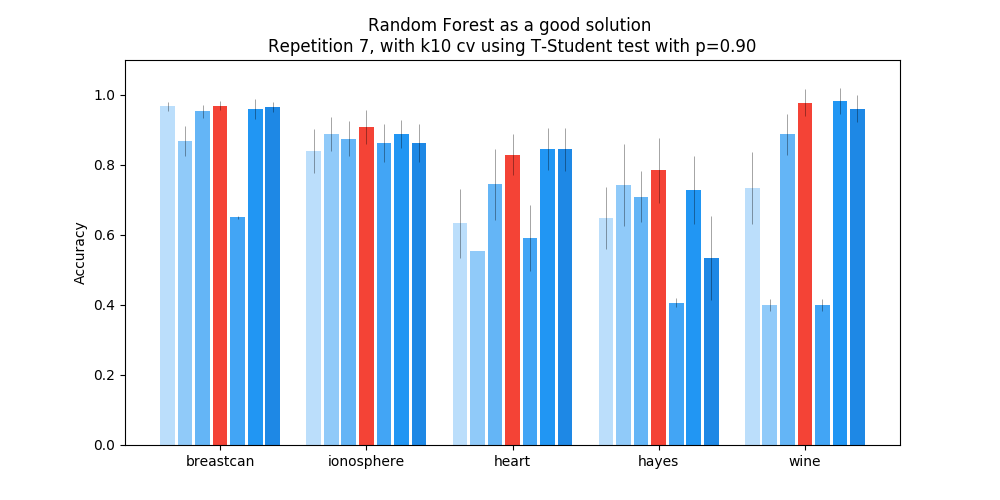 Random Forest as a good solution
Repetition 7, with k10 cv using T-Student test with p=0.90
Accuracy
1.0
0.8
0.6
0.4
0.2
0.0
breastcan
ionosphere
heart
hayes
wine